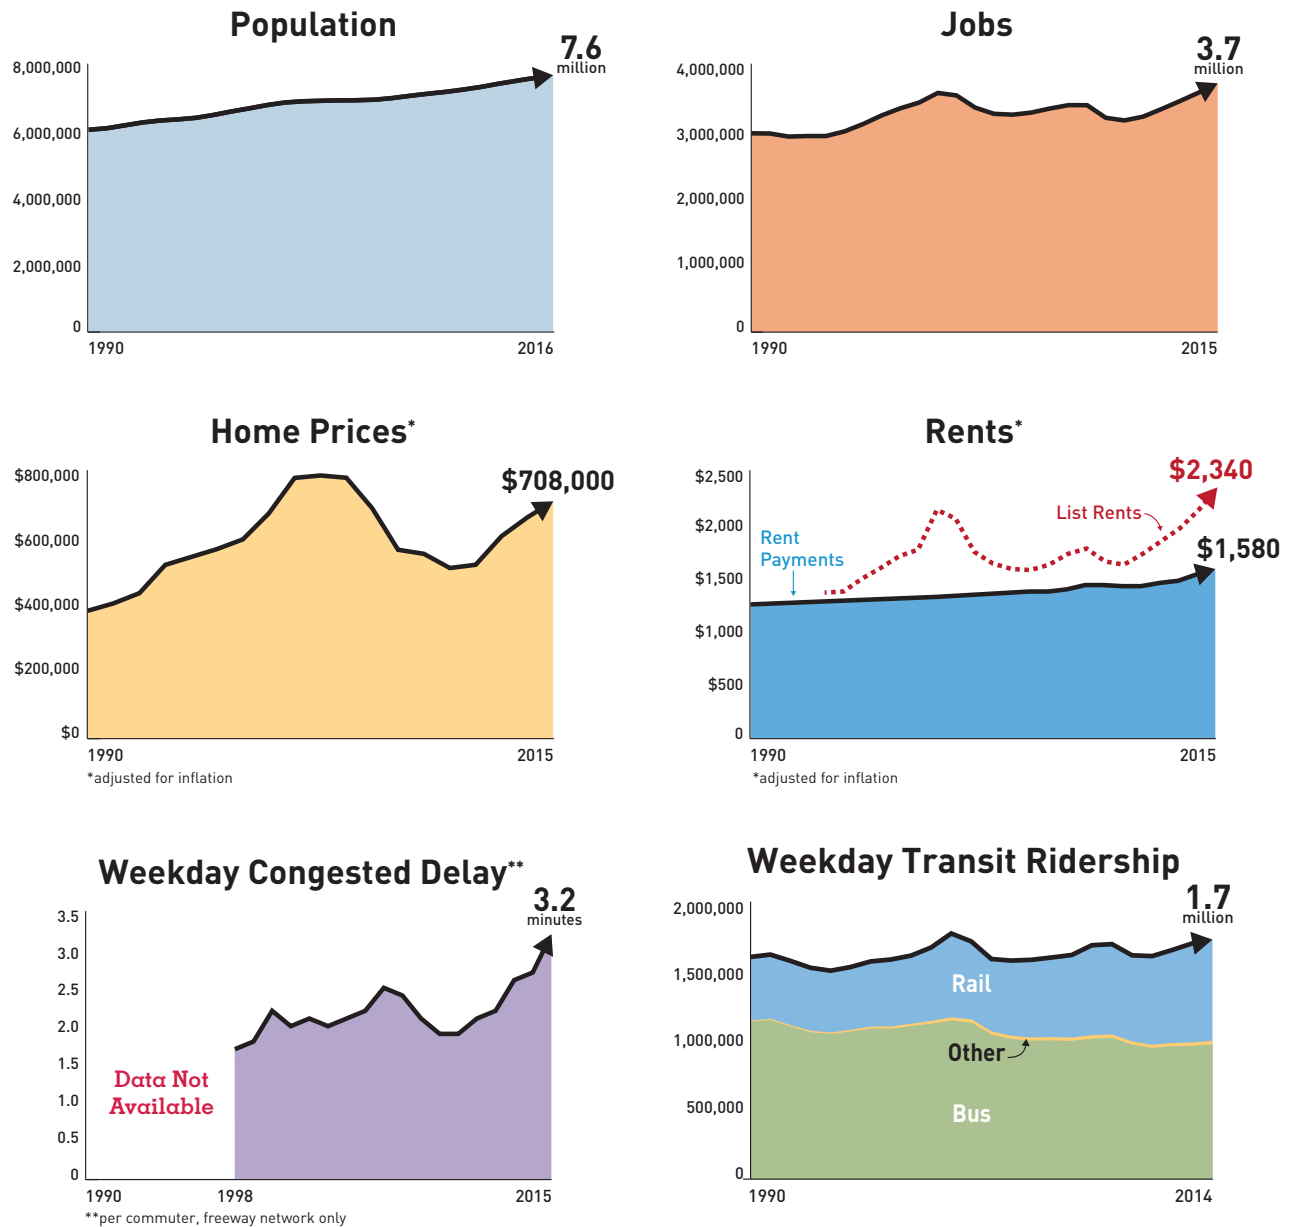 Population
7.6
million
8,000,000
6,000,000
4,000,000
2,000,000
0
1990
2016
Jobs
3.7
million
4,000,000
3,000,000
2,000,000
1,000,000
0
1990
2015
Home Prices*
$708,000
$800,000
$600,000
$400,000
$200,000
$0
1990
2015
*adjusted for inflation
Rents*
$2,340
List Rents
$1,580
Rent
Payments
$2,500
$2,000
$1,500
$1,000
$500
0
1990
2015
*adjusted for inflation
Weekday Congested Delay**
3.2
minutes
3.5
3.0
2.5
2.0
1.5
1.0
0.5
0
Data Not
Available
1990
1998
2015
**per commuter, freeway network only
Weekday Transit Ridership
1.7
million
2,000,000
1,500,000
1,000,000
500,000
0
Rail
Other
Bus
1990
2014